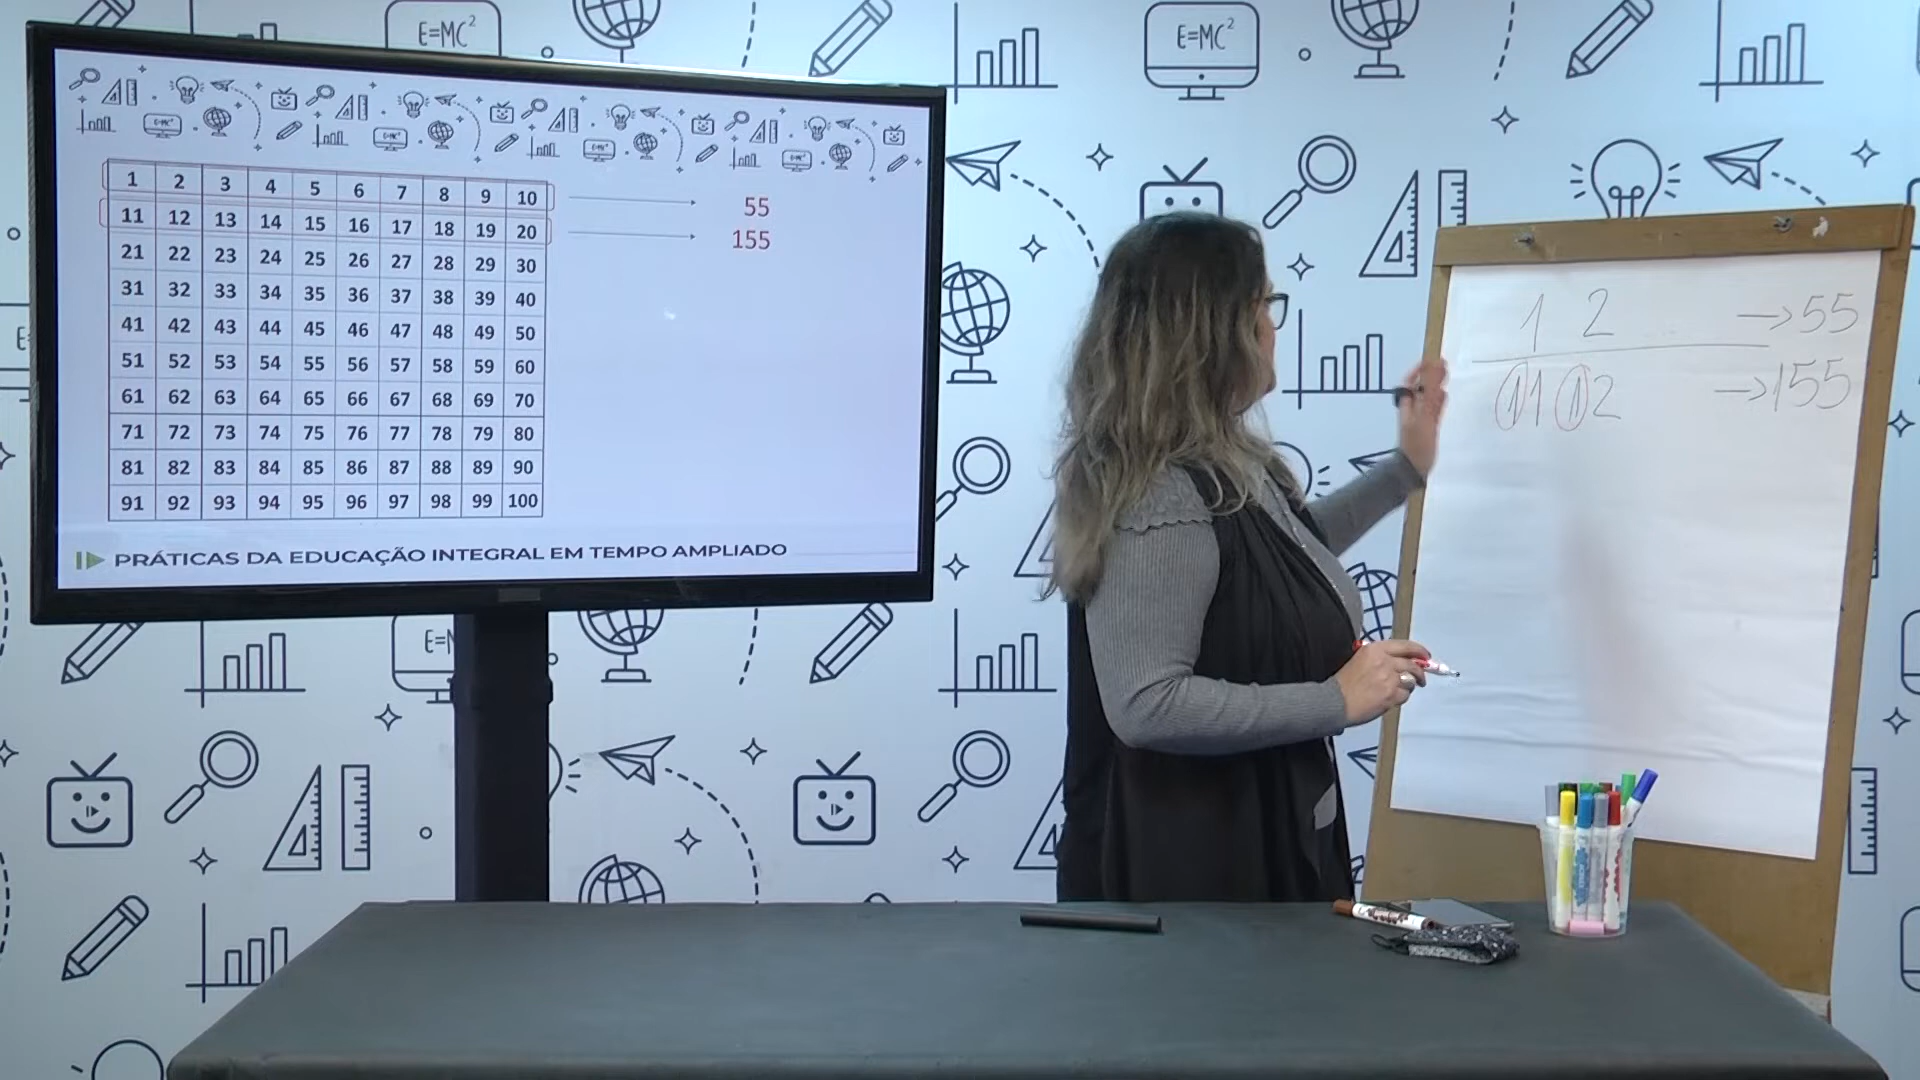 E=MC²
E=MC²
1 2 3 4 5 6 7 8 9 10
11 12 13 14 15 16 17 18 19 20
21 22 23 24 25 26 27 28 29 30
31 32 33 34 35 36 37 38 39 40
41 42 43 44 45 46 47 48 49 50
51 52 53 54 55 56 57 58 59 60
61 62 63 64 65 66 67 68 69 70
71 72 73 74 75 76 77 78 79 80
81 82 83 84 85 86 87 88 89 90
91 92 93 94 95 96 97 98 99 100
55
155
PRÁTICAS DA EDUCAÇÃO INTEGRAL EM TEMPO AMPLIADO
1 2 →55
11 12 →155